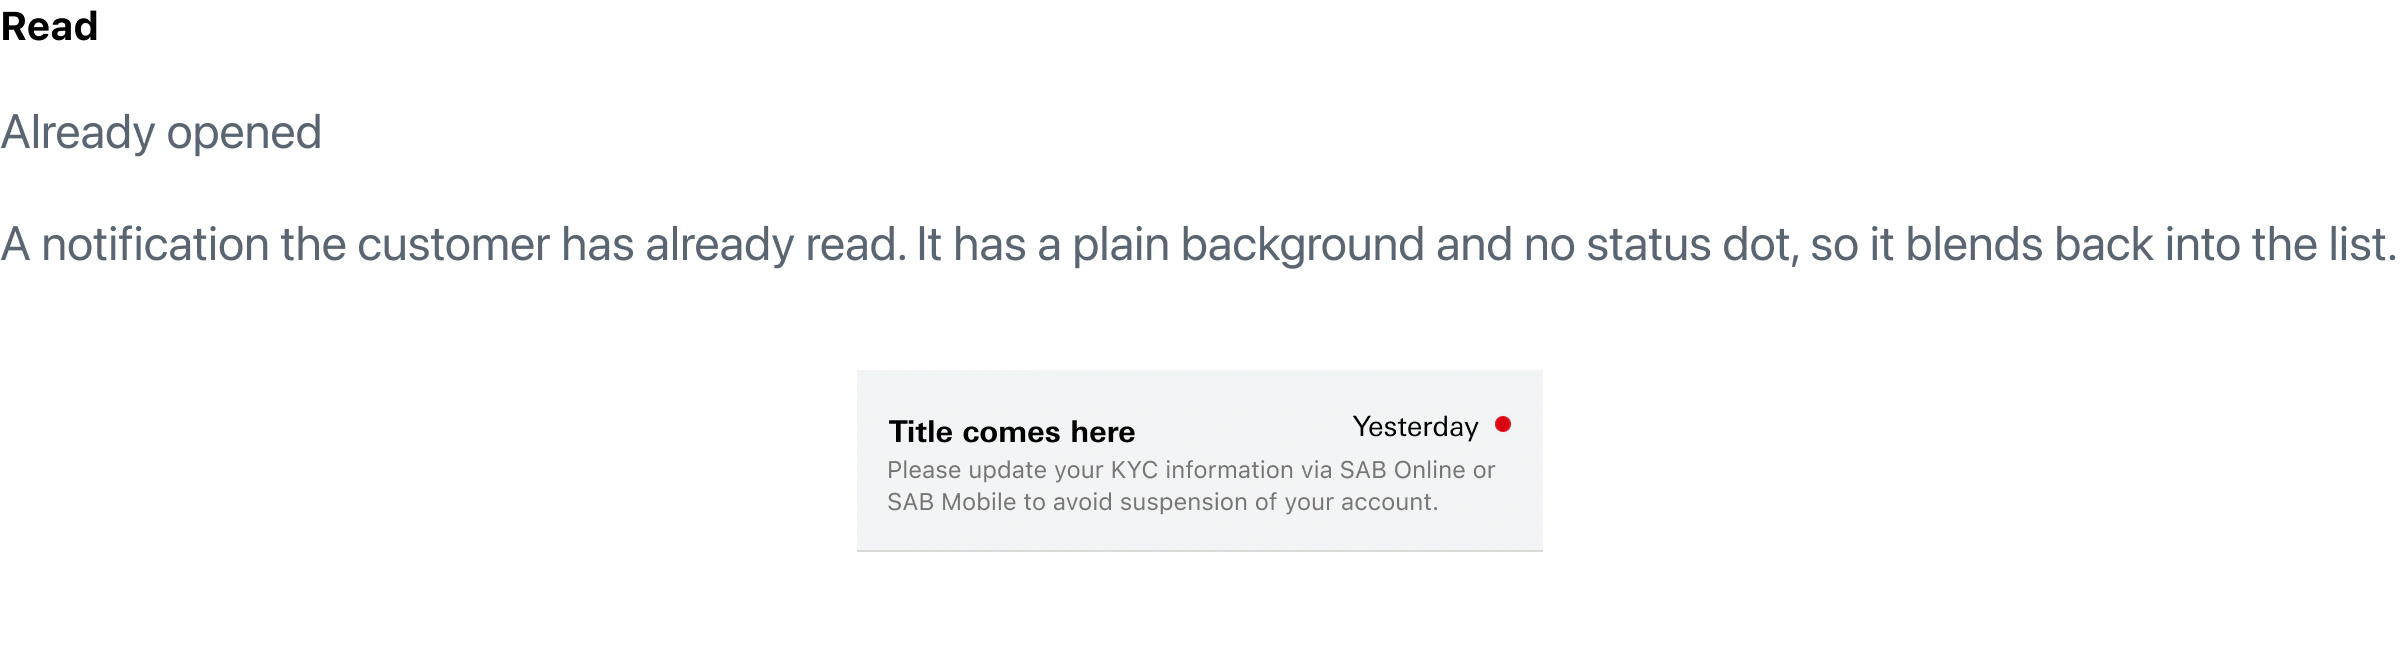 Read
Already opened
A notification the customer has already read. It has a plain background and no status dot, so it blends back into the list.
Title comes here
Yesterday
Please update your KYC information via SAB Online or
SAB Mobile to avoid suspension of your account.